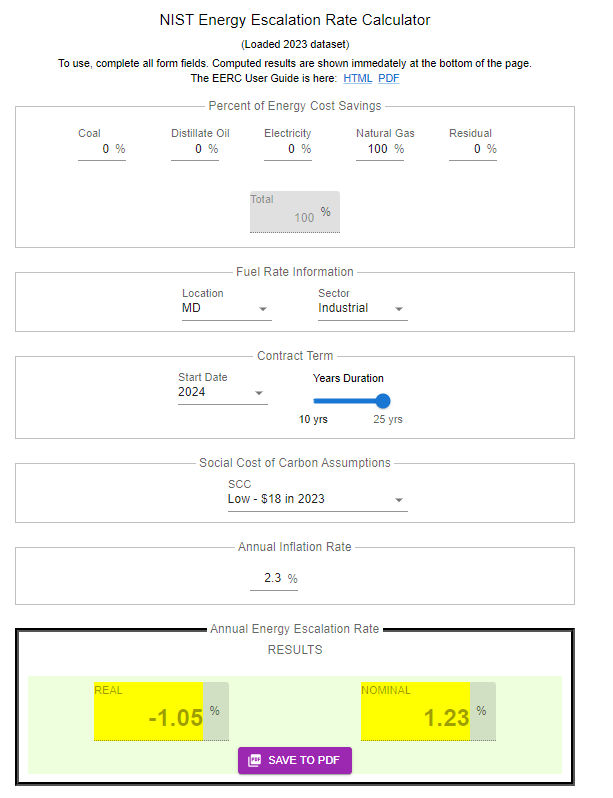 NIST Energy Escalation Rate Calculator
(Loaded 2023 dataset)
To use, complete all form fields. Computed results are shown immediately at the bottom of the page.
The EERC User Guide is here: HTML PDF
Percent of Energy Cost Savings
Coal Distillate Oil Electricity Natural Gas Residual
0 % 0 % 0 % 100 % 0 %
Total
100 %
Fuel Rate Information
Location Sector
MD Industrial
Contract Term
Start Date Years Duration
2024
10 yrs 25 yrs
Social Cost of Carbon Assumptions
SCC
Low - $18 in 2023
Annual Inflation Rate
2.3 %
Annual Energy Escalation Rate
RESULTS
REAL NOMINAL
-1.05 % 1.23 %
PDF SAVE TO PDF